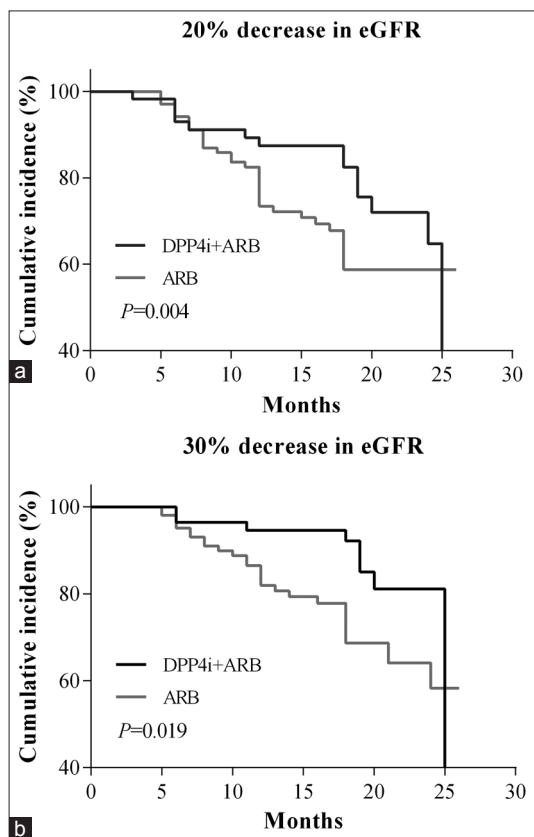 20% decrease in eGFR
Cumulative incidence (%)
100
80
60
40
DPP4i+ARB
ARB
P=0.004
0 5 10 15 20 25 30
Months
a
30% decrease in eGFR
Cumulative incidence (%)
100
80
60
40
DPP4i+ARB
ARB
P=0.019
0 5 10 15 20 25 30
Months
b